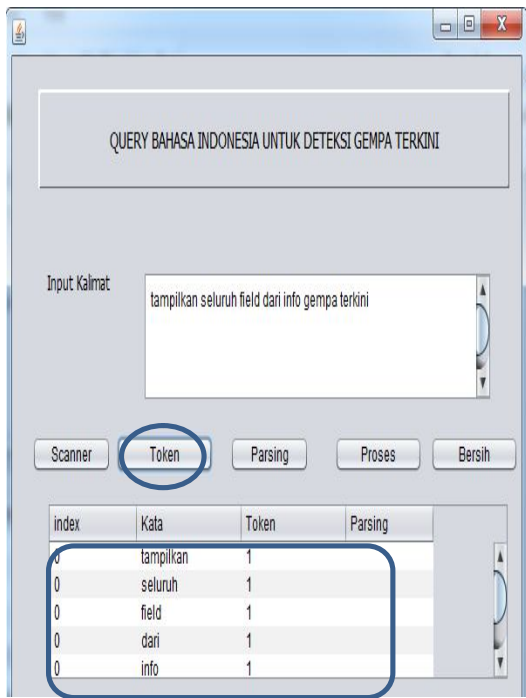 QUERY BAHASA INDONESIA UNTUK DETEKSI GEMPA TERKINI
Input Kalimat
tampilkan seluruh field dari info gempa terkini
Scanner Token Parsing Proses Bersih
index Kata Token Parsing
0 tampilkan 1
0 seluruh 1
0 field 1
0 dari 1
0 info 1